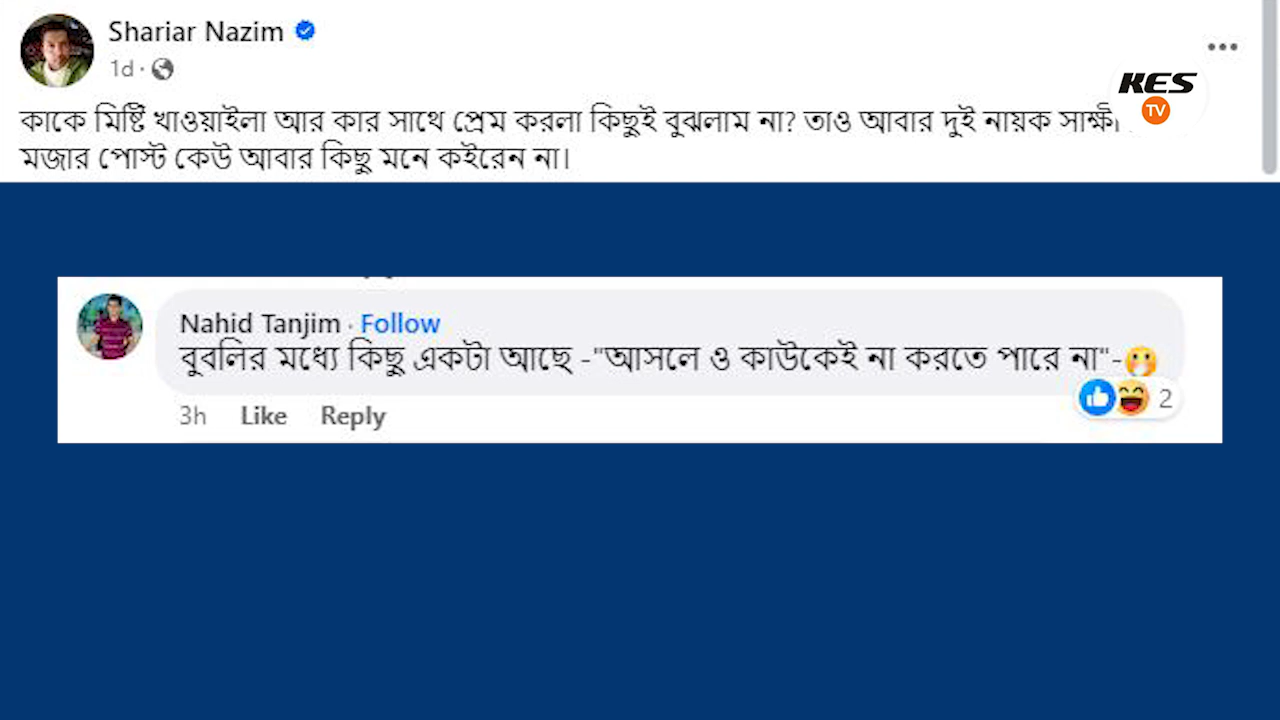 Shariar Nazim
1d ·
KES
TV
কাকে মিষ্টি খাওয়াইলা আর কার সাথে প্রেম করলা কিছুই বুঝলাম না? তাও আবার দুই নায়ক সাক্ষী
মজার পোস্ট কেউ আবার কিছু মনে কইরেন না।
Nahid Tanjim · Follow
বুবলির মধ্যে কিছু একটা আছে -"আসলে ও কাউকেই না করতে পারে না"-🤭
3h Like Reply 2